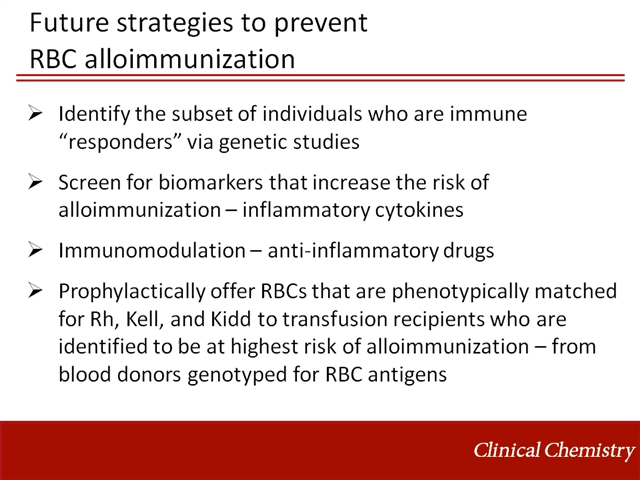 Future strategies to prevent
RBC alloimmunization
➢ Identify the subset of individuals who are immune
“responders” via genetic studies
➢ Screen for biomarkers that increase the risk of
alloimmunization – inflammatory cytokines
➢ Immunomodulation – anti-inflammatory drugs
➢ Prophylactically offer RBCs that are phenotypically matched
for Rh, Kell, and Kidd to transfusion recipients who are
identified to be at highest risk of alloimmunization – from
blood donors genotyped for RBC antigens
Clinical Chemistry